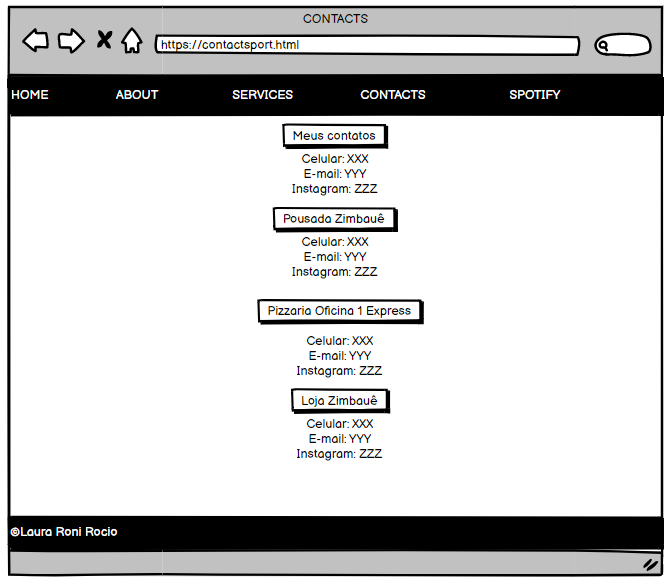 CONTACTS
https://contactsport.html
HOME ABOUT SERVICES CONTACTS SPOTIFY
Meus contatos
Celular: XXX
E-mail: YYY
Instagram: ZZZ
Pousada Zimbauê
Celular: XXX
E-mail: YYY
Instagram: ZZZ
Pizzaria Oficina 1 Express
Celular: XXX
E-mail: YYY
Instagram: ZZZ
Loja Zimbauê
Celular: XXX
E-mail: YYY
Instagram: ZZZ
©Laura Roni Rocio